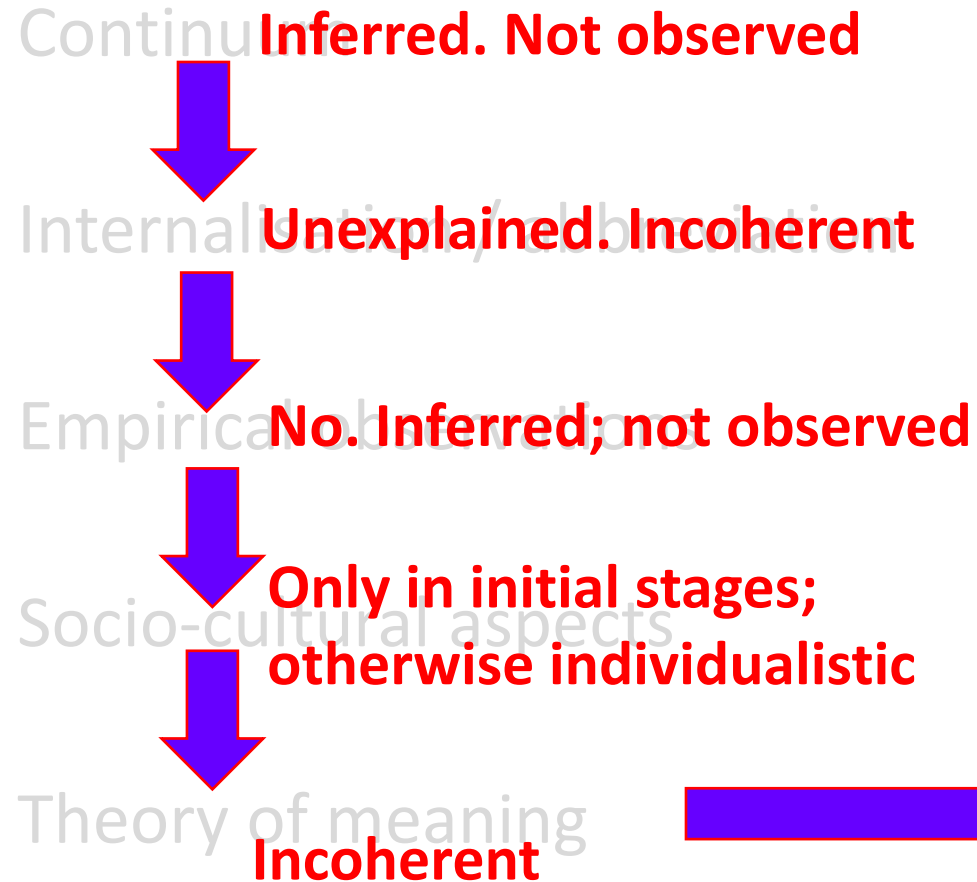 Continuum
Inferred. Not observed
Internalisation / abbreviation
Unexplained. Incoherent
Empirical observations
No. Inferred; not observed
Only in initial stages;
Socio-cultural aspects
otherwise individualistic
Theory of meaning
Incoherent